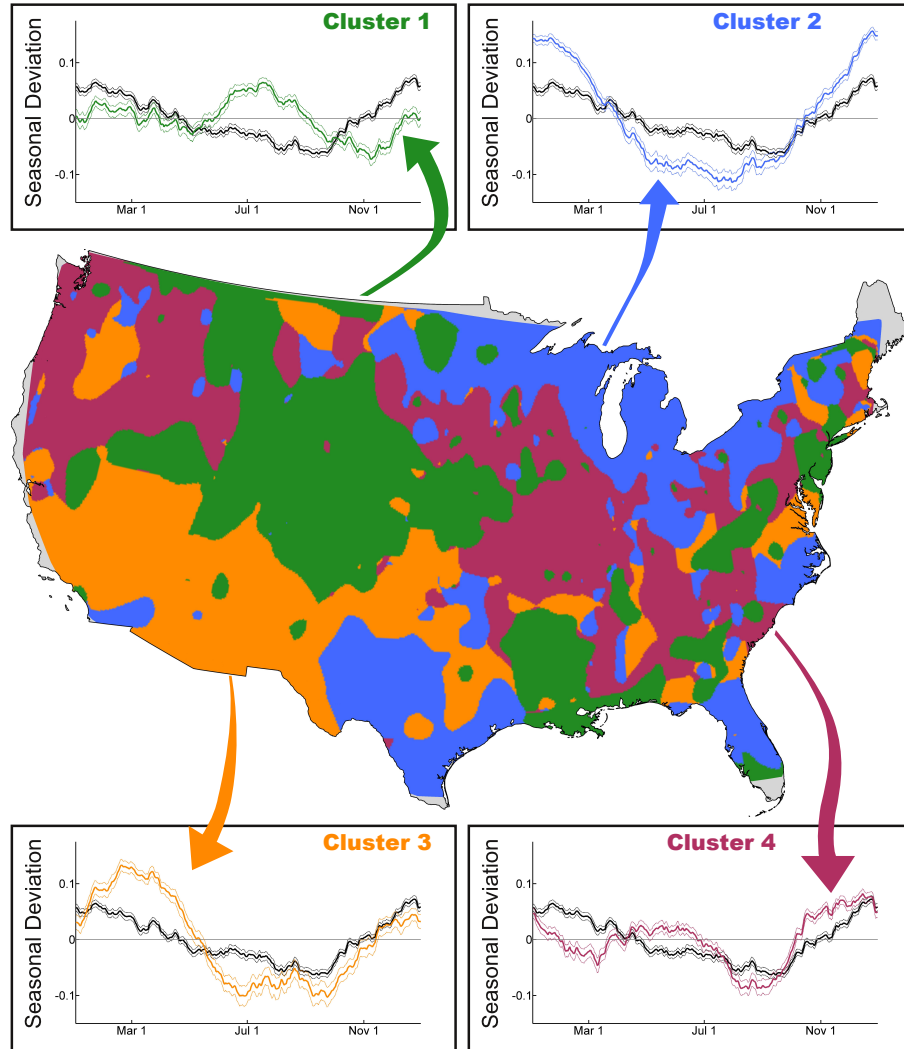 Cluster 1
Seasonal Deviation
0.1
0
-0.1
Mar 1
Jul 1
Nov 1
Cluster 2
Seasonal Deviation
0.1
0
-0.1
Mar 1
Jul 1
Nov 1
Cluster 3
Seasonal Deviation
0.1
0
-0.1
Mar 1
Jul 1
Nov 1
Cluster 4
Seasonal Deviation
0.1
0
-0.1
Mar 1
Jul 1
Nov 1